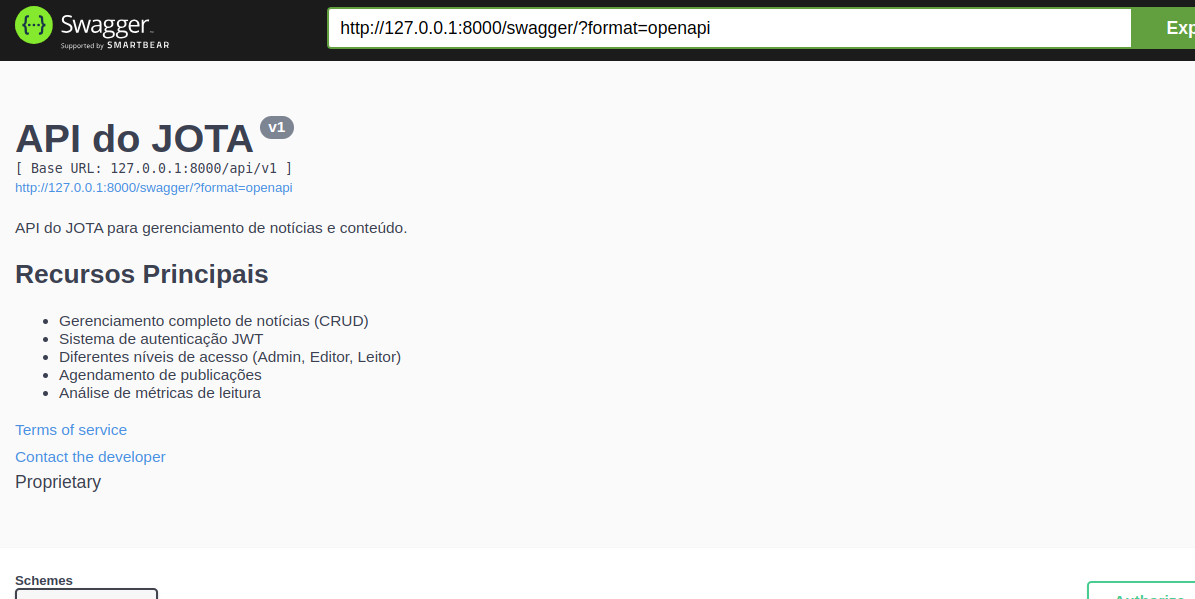 Swagger
Supported by SMARTBEAR
http://127.0.0.1:8000/swagger/?format=openapi
API do JOTA v1
[ Base URL: 127.0.0.1:8000/api/v1 ]
http://127.0.0.1:8000/swagger/?format=openapi
API do JOTA para gerenciamento de notícias e conteúdo.
Recursos Principais
Gerenciamento completo de notícias (CRUD)
Sistema de autenticação JWT
Diferentes níveis de acesso (Admin, Editor, Leitor)
Agendamento de publicações
Análise de métricas de leitura
Terms of service
Contact the developer
Proprietary
Schemes
Authorize